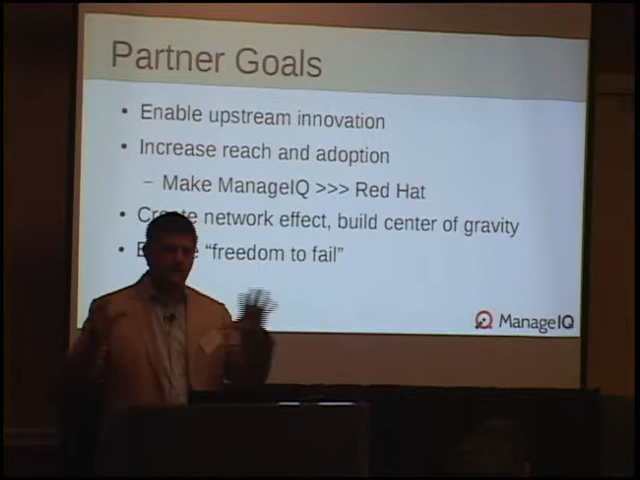 Partner Goals
• Enable upstream innovation
• Increase reach and adoption
– Make ManageIQ >>> Red Hat
• Create network effect, build center of gravity
• “freedom to fail”
ManageIQ